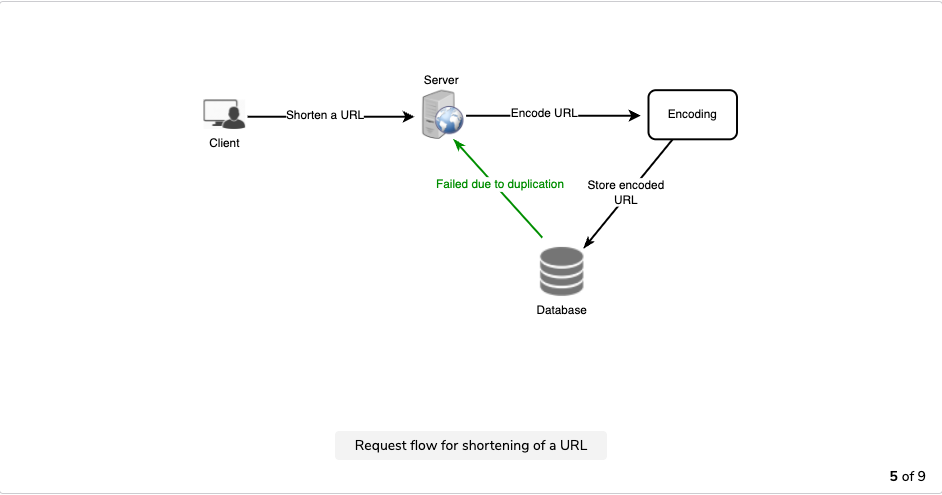 Server
Shorten a URL
Encode URL
Encoding
Client
Failed due to duplication
Store encoded
URL
Database
Request flow for shortening of a URL
5 of 9